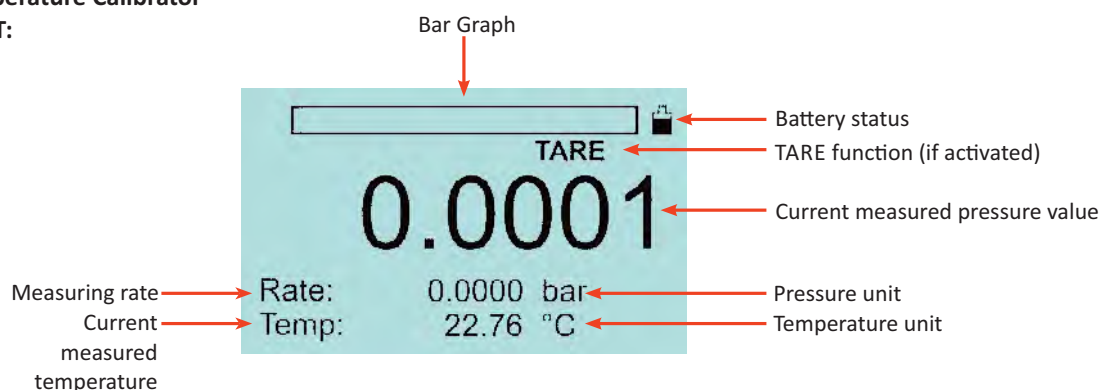 T:
Bar Graph
Battery status
TARE
TARE function (if activated)
0.0001
Current measured pressure value
Measuring rate
Rate: 0.0000 bar
Pressure unit
Current
measured
temperature
Temp: 22.76 °C
Temperature unit